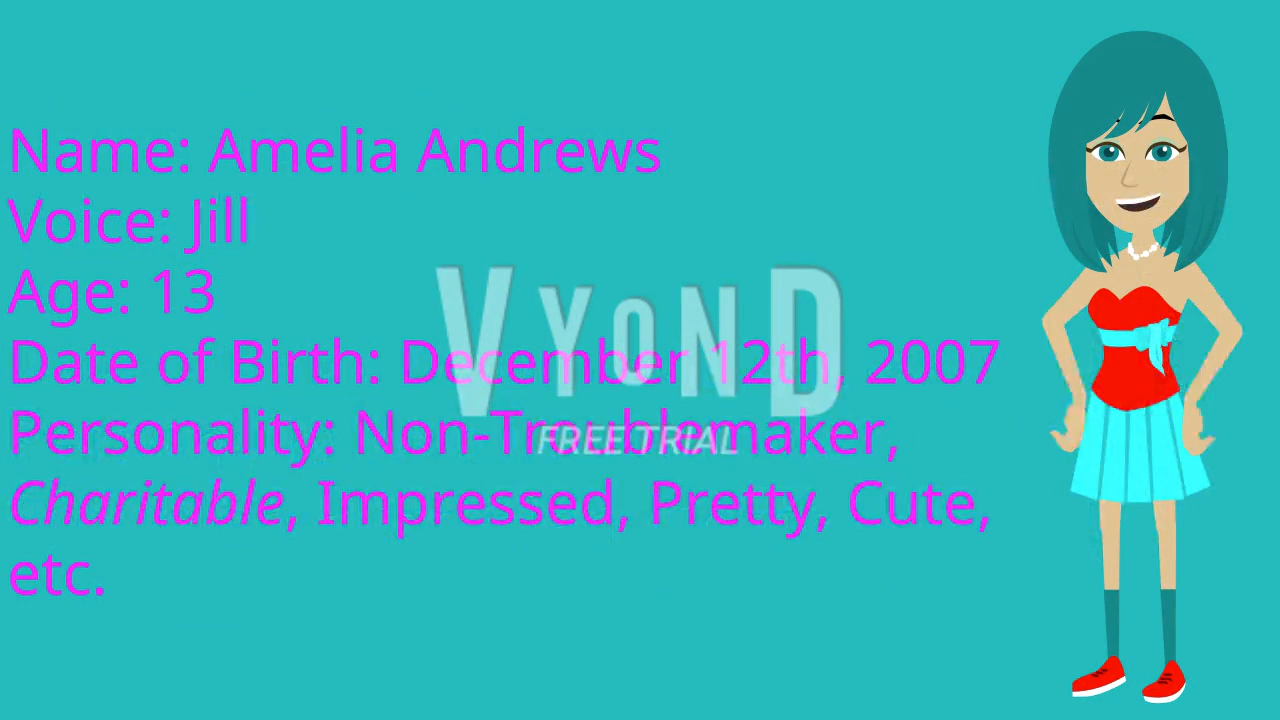 Name: Amelia Andrews
Voice: Jill
Age: 13
Date of Birth: December 12th, 2007
Personality: Non-Troublemaker,
Charitable, Impressed, Pretty, Cute,
etc.
VYOND
FREE TRIAL